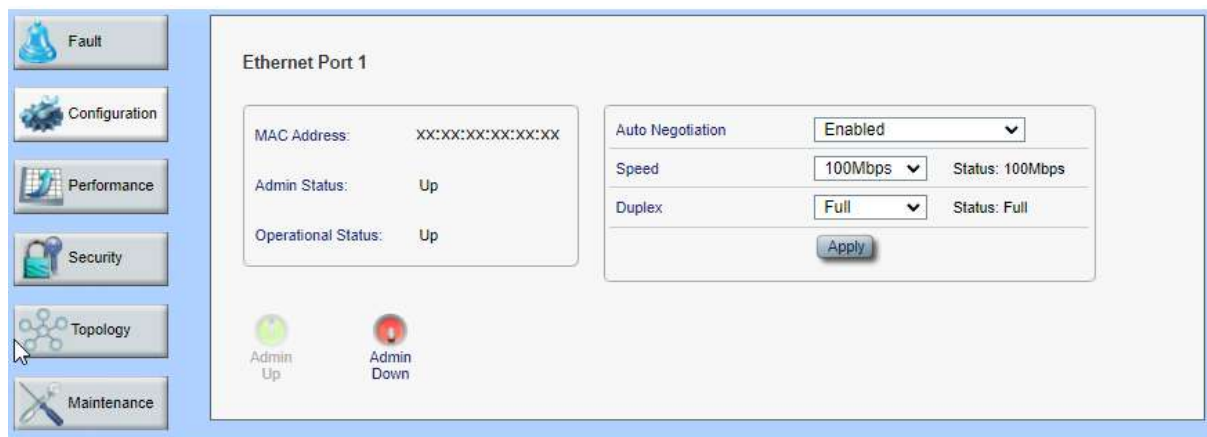 Fault
Configuration
Performance
Security
Topology
Maintenance
Ethernet Port 1
MAC Address: XX:XX:XX:XX:XX:XX
Admin Status: Up
Operational Status: Up
Auto Negotiation Enabled
Speed 100Mbps Status: 100Mbps
Duplex Full Status: Full
Apply
Admin
Up
Admin
Down